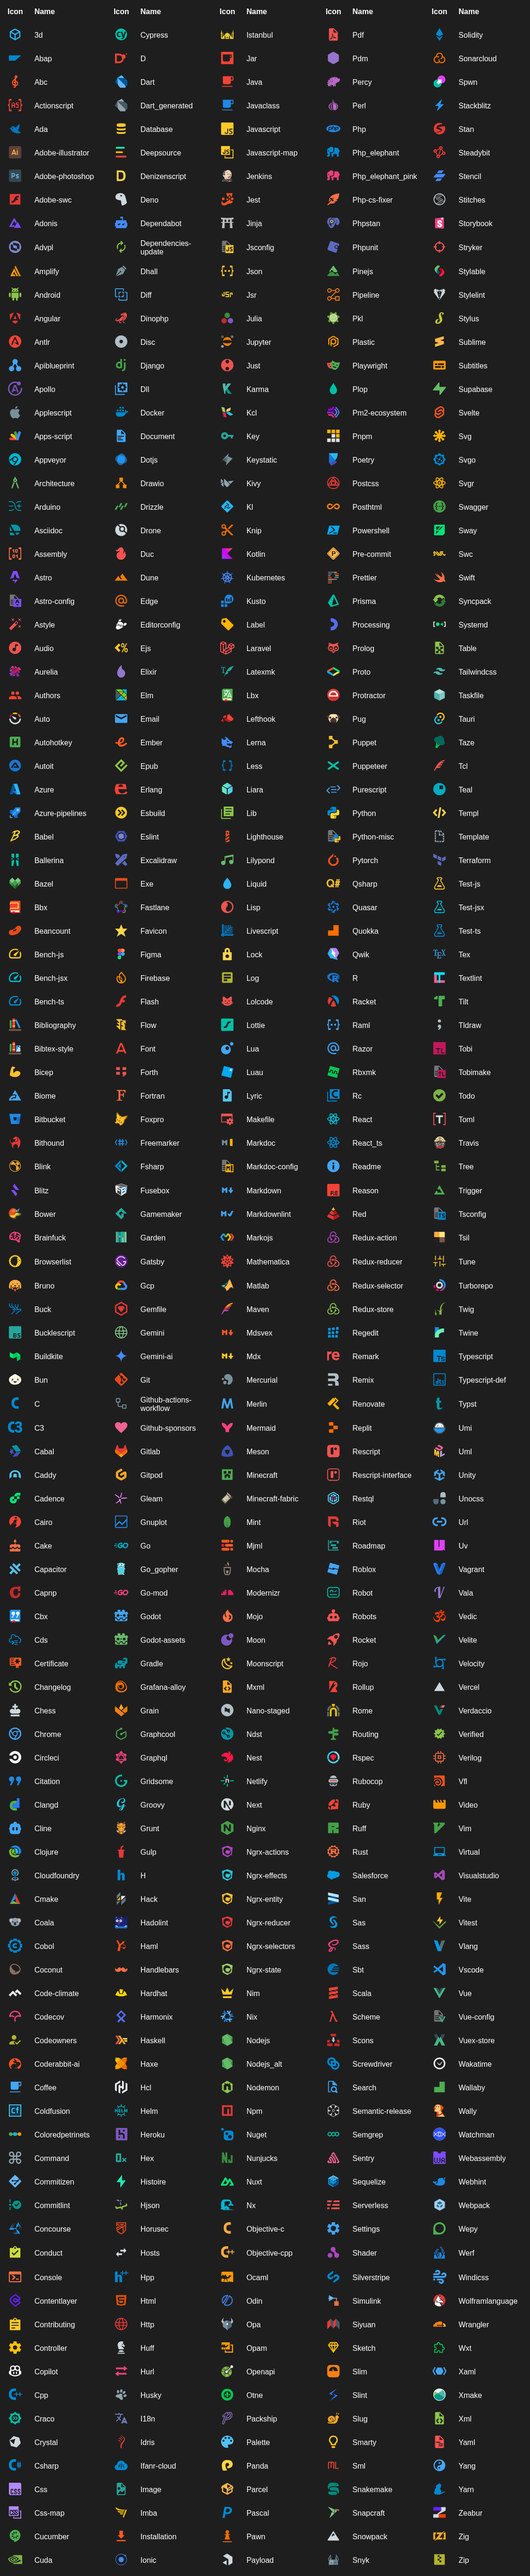 Icon Name Icon Name Icon Name Icon Name Icon Name
3d Cypress Istanbul Pdf Solidity
Abap D Jar Pdm Sonarcloud
Abc Dart Java Percy Spwn
Actionscript Dart_generated Javaclass Perl Stackblitz
Ada Database Javascript Php Stan
Adobe-illustrator Deepsource Javascript-map Php_elephant Steadybit
Adobe-photoshop Denizenscript Jenkins Php_elephant_pink Stencil
Adobe-swc Deno Jest Php-cs-fixer Stitches
Adonis Dependabot Jinja Phpstan Storybook
Advpl Dependencies-
update Jsconfig Phpunit Stryker
Amplify Dhall Json Pinejs Stylable
Android Diff Jsr Pipeline Stylelint
Angular Dinophp Julia Pkl Stylus
Antlr Disc Jupyter Plastic Sublime
Apiblueprint Django Just Playwright Subtitles
Apollo Dll Karma Plop Supabase
Applescript Docker Kcl Pm2-ecosystem Svelte
Apps-script Document Key Pnpm Svg
Appveyor Dotjs Keystatic Poetry Svgo
Architecture Drawio Kivy Postcss Svgr
Arduino Drizzle Kl Posthtml Swagger
Asciidoc Drone Knip Powershell Sway
Assembly Duc Kotlin Pre-commit Swc
Astro Dune Kubernetes Prettier Swift
Astro-config Edge Kusto Prisma Syncpack
Astyle Editorconfig Label Processing Systemd
Audio Ejs Laravel Prolog Table
Aurelia Elixir Latexmk Proto Tailwindcss
Authors Elm Lbx Protractor Taskfile
Auto Email Lefthook Pug Tauri
Autohotkey Ember Lerna Puppet Taze
Autoit Epub Less Puppeteer Tcl
Azure Erlang Liara Purescript Teal
Azure-pipelines Esbuild Lib Python Templ
Babel Eslint Lighthouse Python-misc Template
Ballerina Excalidraw Lilypond Pytorch Terraform
Bazel Exe Liquid Qsharp Test-js
Bbx Fastlane Lisp Quasar Test-jsx
Beancount Favicon Livescript Quokka Test-ts
Bench-js Figma Lock Qwik Tex
Bench-jsx Firebase Log R Textlint
Bench-ts Flash Lolcode Racket Tilt
Bibliography Flow Lottie Raml Tldraw
Bibtex-style Font Lua Razor Tobi
Bicep Forth Luau Rbxmk Tobimake
Biome Fortran Lyric Rc Todo
Bitbucket Foxpro Makefile React Toml
Bithound Freemarker Markdoc React_ts Travis
Blink Fsharp Markdoc-config Readme Tree
Blitz Fusebox Markdown Reason Trigger
Bower Gamemaker Markdownlint Red Tsconfig
Brainfuck Garden Markojs Redux-action Tsil
Browserlist Gatsby Mathematica Redux-reducer Tune
Bruno Gcp Matlab Redux-selector Turborepo
Buck Gemfile Maven Redux-store Twig
Bucklescript Gemini Mdsvex Regedit Twine
Buildkite Gemini-ai Mdx Remark Typescript
Bun Git Mercurial Remix Typescript-def
C Github-actions-
workflow Merlin Renovate Typst
C3 Github-sponsors Mermaid Replit Umi
Cabal Gitlab Meson Rescript Uml
Caddy Gitpod Minecraft Rescript-interface Unity
Cadence Gleam Minecraft-fabric Restql Unocss
Cairo Gnuplot Mint Riot Url
Cake Go Mjml Roadmap Uv
Capacitor Go_gopher Mocha Roblox Vagrant
Capnp Go-mod Modernizr Robot Vala
Cbx Godot Mojo Robots Vedic
Cds Godot-assets Moon Rocket Velite
Certificate Gradle Moonscript Rojo Velocity
Changelog Grafana-alloy Mxml Rollup Vercel
Chess Grain Nano-staged Rome Verdaccio
Chrome Graphcool Ndst Routing Verified
Circleci Graphql Nest Rspec Verilog
Citation Gridsome Netlify Rubocop Vfl
Clangd Groovy Next Ruby Video
Cline Grunt Nginx Ruff Vim
Clojure Gulp Ngrx-actions Rust Virtual
Cloudfoundry H Ngrx-effects Salesforce Visualstudio
Cmake Hack Ngrx-entity San Vite
Coala Hadolint Ngrx-reducer Sas Vitest
Cobol Haml Ngrx-selectors Sass Vlang
Coconut Handlebars Ngrx-state Sbt Vscode
Code-climate Hardhat Nim Scala Vue
Codecov Harmonix Nix Scheme Vue-config
Codeowners Haskell Nodejs Scons Vuex-store
Coderabbit-ai Haxe Nodejs_alt Screwdriver Wakatime
Coffee Hcl Nodemon Search Wallaby
Coldfusion Helm Npm Semantic-release Wally
Coloredpetrinets Heroku Nuget Semgrep Watchman
Command Hex Nunjucks Sentry Webassembly
Commitizen Histoire Nuxt Sequelize Webhint
Commitlint Hjson Nx Serverless Webpack
Concourse Horusec Objective-c Settings Wepy
Conduct Hosts Objective-cpp Shader Werf
Console Hpp Ocaml Silverstripe Windicss
Contentlayer Html Odin Simulink Wolframlanguage
Contributing Http Opa Siyuan Wrangler
Controller Huff Opam Sketch Wxt
Copilot Hurl Openapi Slim Xaml
Cpp Husky Otne Slint Xmake
Craco I18n Packship Slug Xml
Crystal Idris Palette Smarty Yaml
Csharp Ifanr-cloud Panda Sml Yang
Css Image Parcel Snakemake Yarn
Css-map Imba Pascal Snapcraft Zeabur
Cucumber Installation Pawn Snowpack Zig
Cuda Ionic Payload Snyk Zip